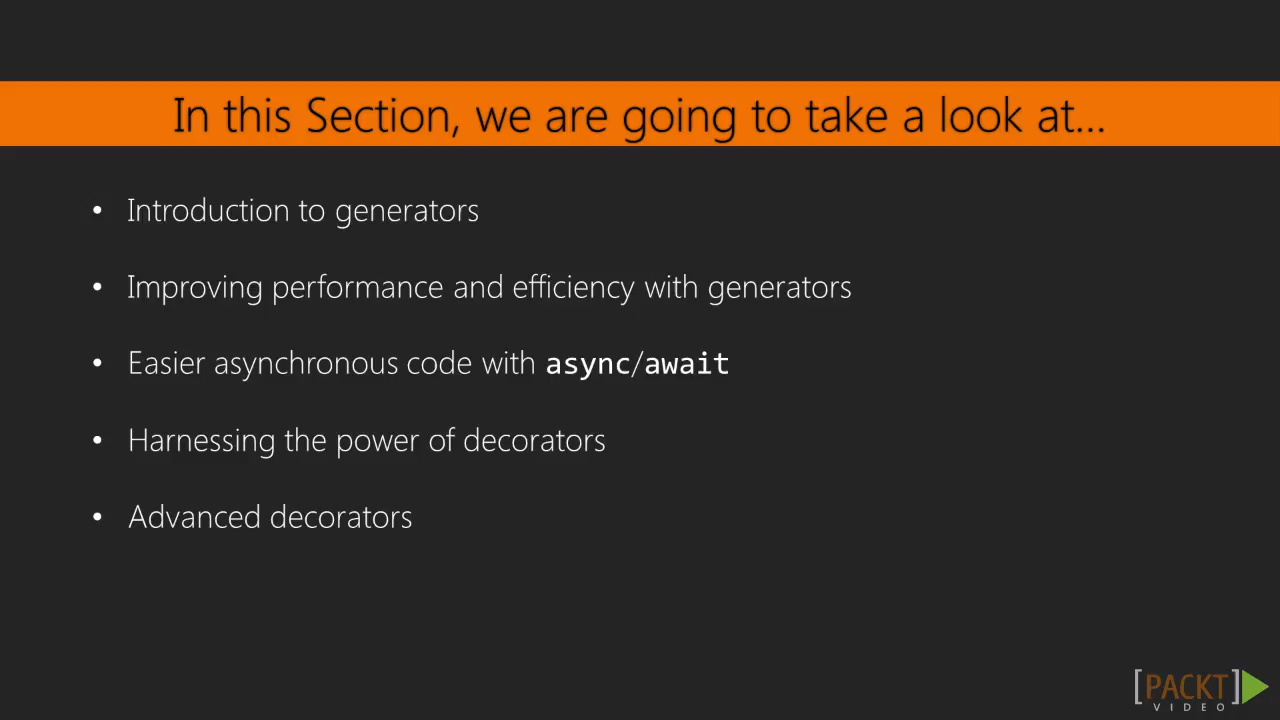 In this Section, we are going to take a look at...
• Introduction to generators
• Improving performance and efficiency with generators
• Easier asynchronous code with async/await
• Harnessing the power of decorators
• Advanced decorators
[PACKT]
VIDEO